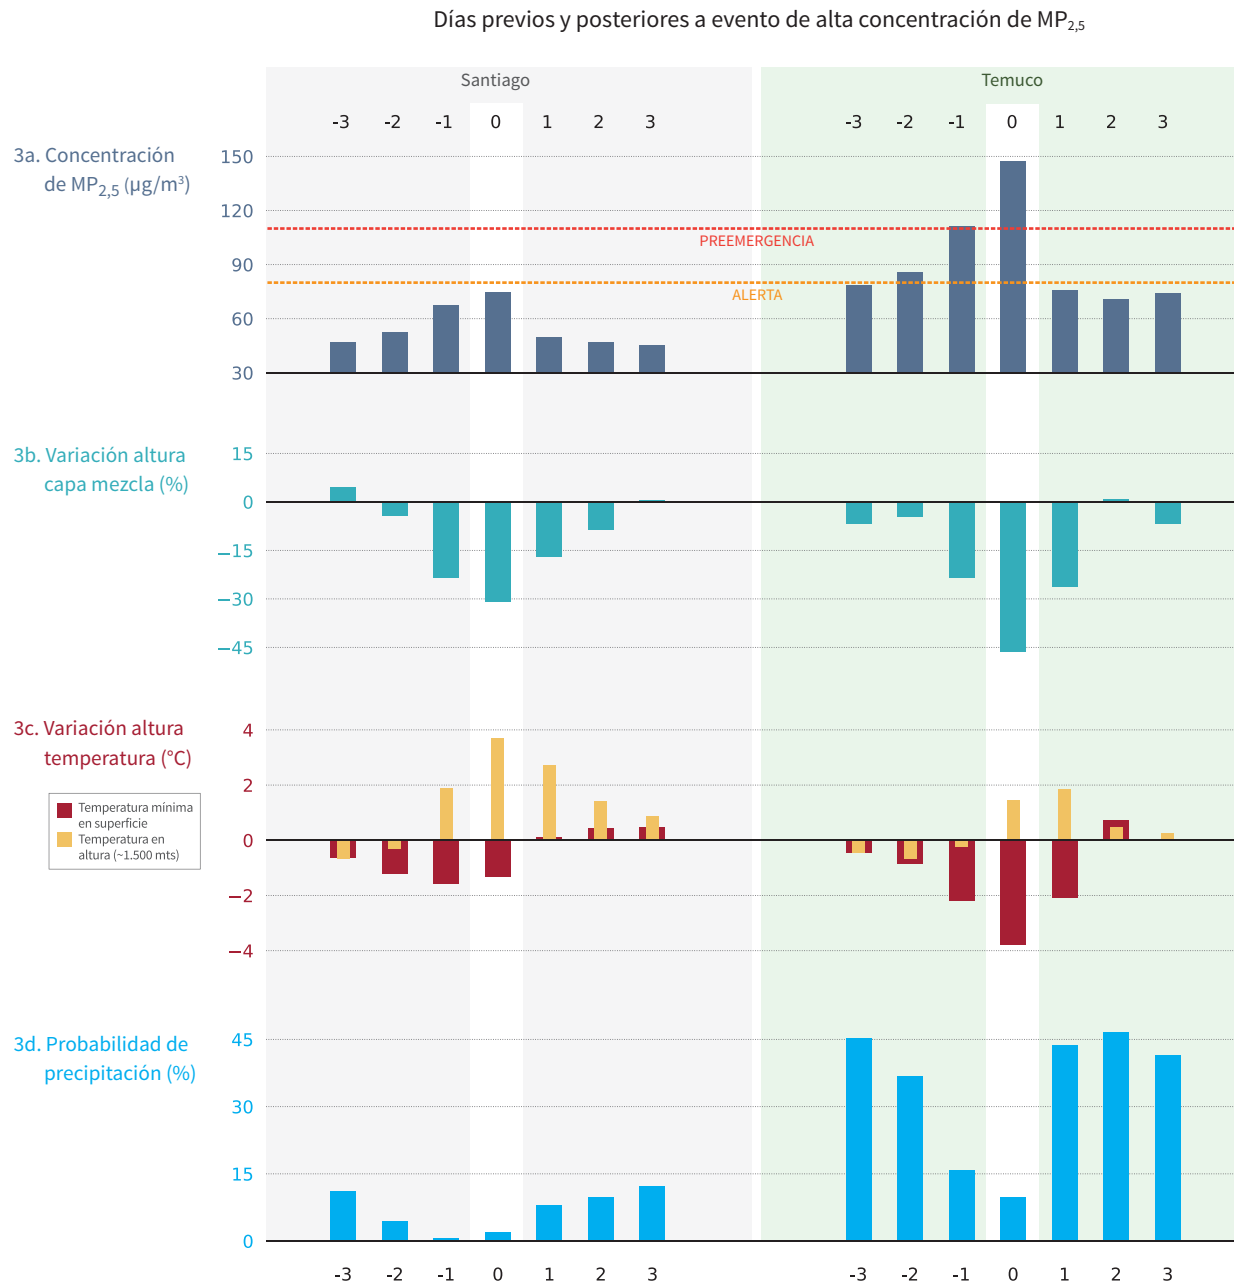 Días previos y posteriores a evento de alta concentración de MP2,5
Santiago
Temuco
-3 -2 -1 0 1 2 3
-3 -2 -1 0 1 2 3
3a. Concentración
de MP2,5 (µg/m³)
150
120
90
60
30
PREEMERGENCIA
ALERTA
3b. Variación altura
capa mezcla (%)
15
0
−15
−30
−45
3c. Variación altura
temperatura (°C)
Temperatura mínima
en superficie
Temperatura en
altura (~1.500 mts)
4
2
0
−2
−4
3d. Probabilidad de
precipitación (%)
45
30
15
0
-3 -2 -1 0 1 2 3
-3 -2 -1 0 1 2 3